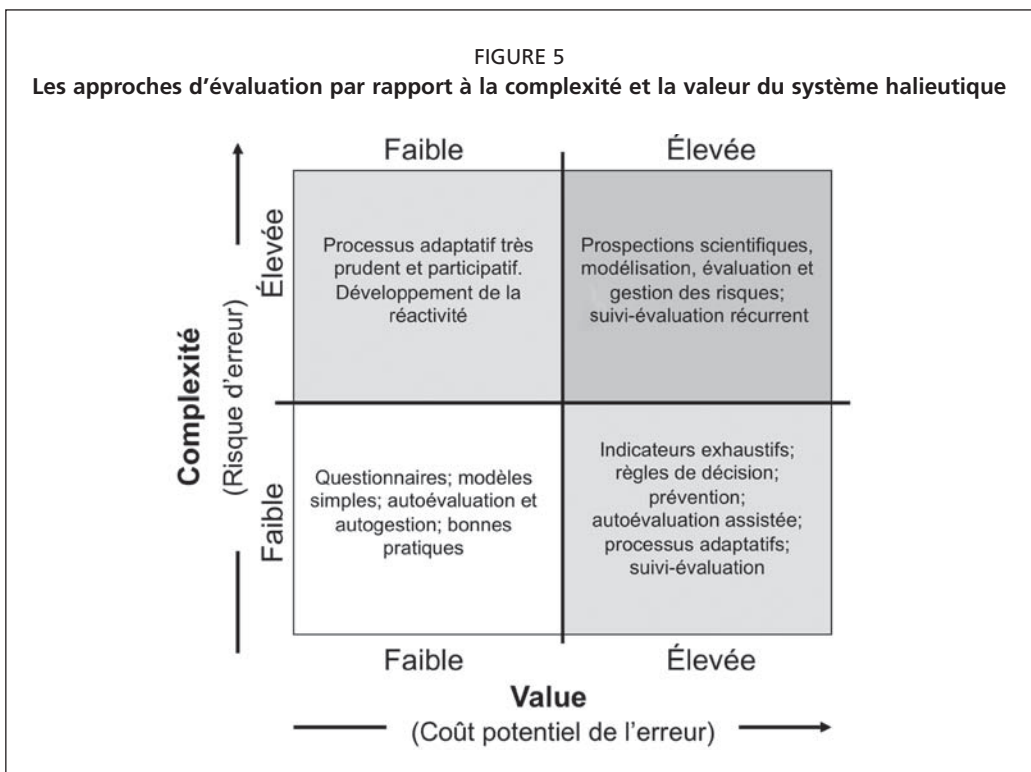 FIGURE 5
Les approches d'évaluation par rapport à la complexité et la valeur du système halieutique
Faible
Élevée
Complexité
(Risque d'erreur)
Élevée
Processus adaptatif très
prudent et participatif.
Développement de la
réactivité
Prospections scientifiques,
modélisation, évaluation et
gestion des risques;
suivi-évaluation récurrent
Faible
Questionnaires; modèles
simples; autoévaluation et
autogestion; bonnes
pratiques
Indicateurs exhaustifs;
règles de décision;
prévention;
autoévaluation assistée;
processus adaptatifs;
suivi-évaluation
Faible
Élevée
Value
(Coût potentiel de l'erreur)